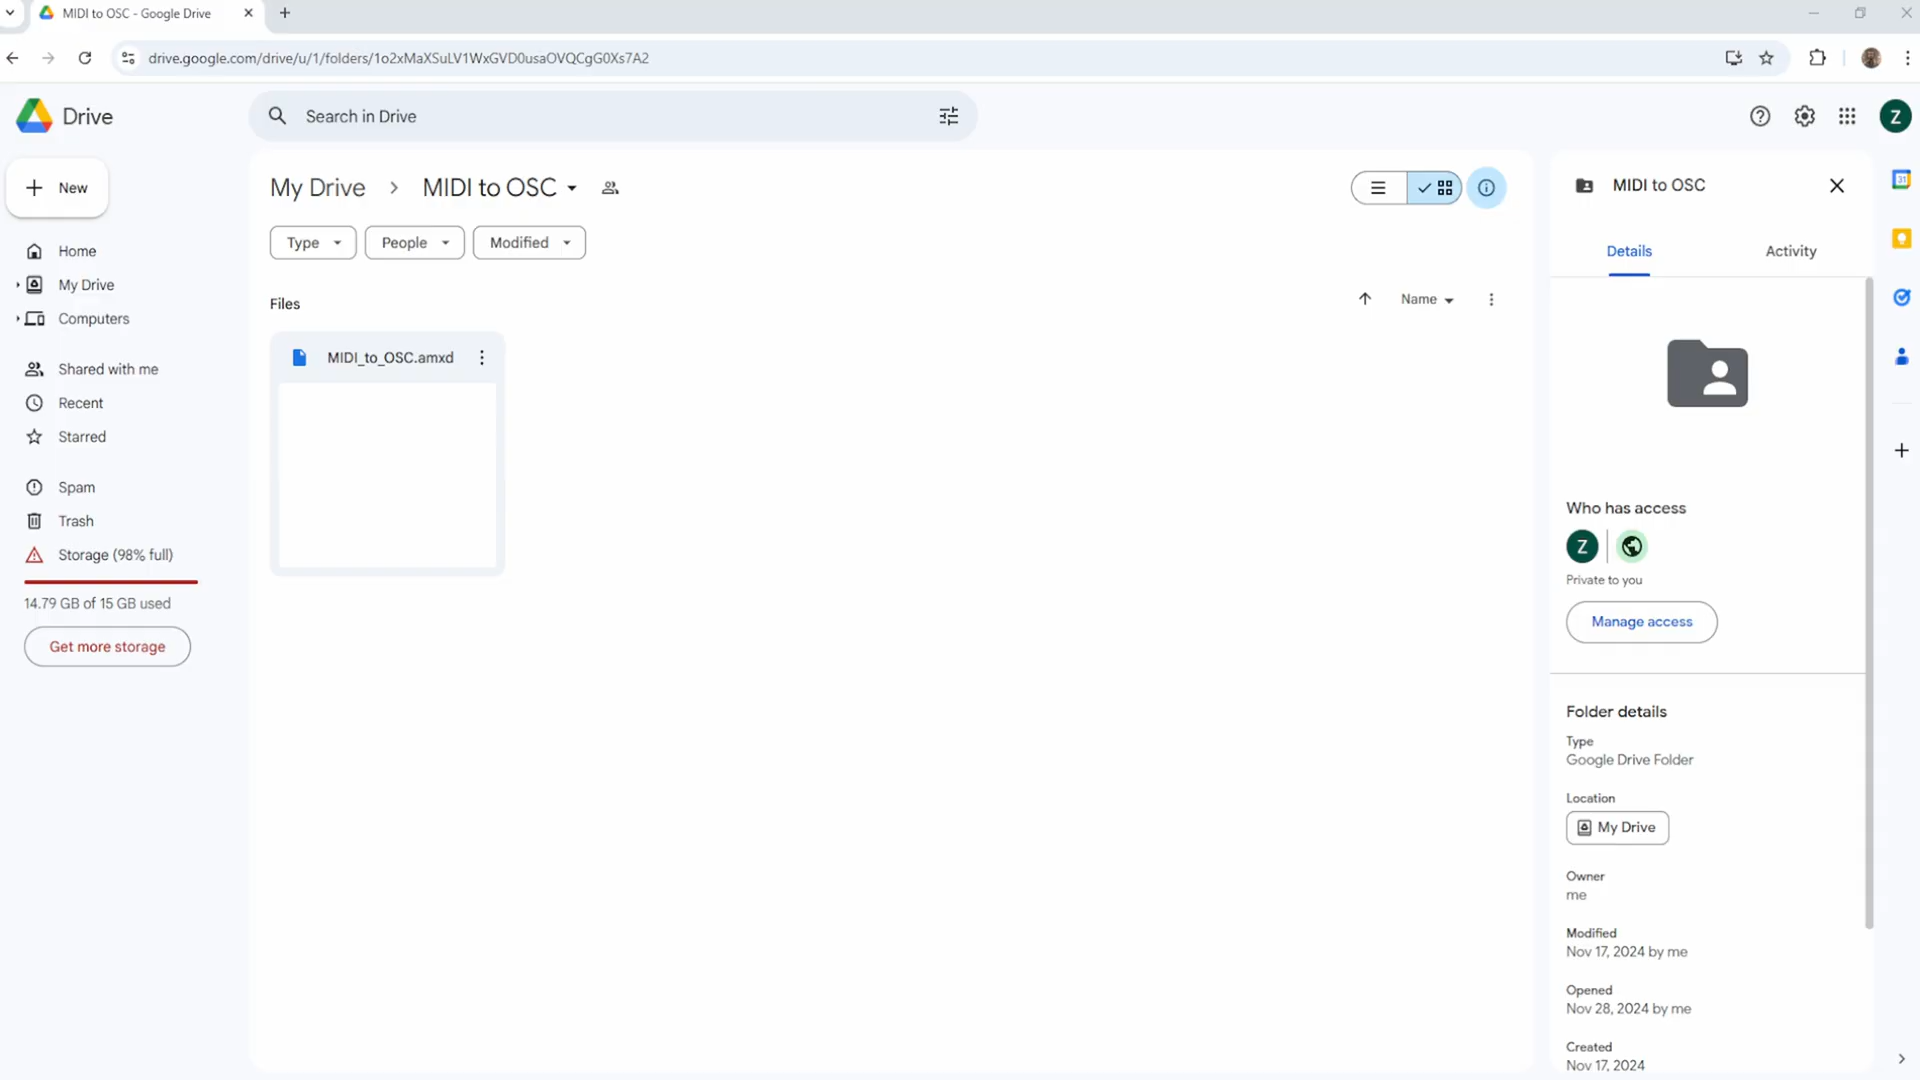 MIDI to OSC - Google Drive
drive.google.com/drive/u/1/folders/1o2xMaXSuLV1WxGVD0usaOVQCgG0Xs7A2
Drive
Search in Drive
Z
New
Home
My Drive
Computers
Shared with me
Recent
Starred
Spam
Trash
Storage (98% full)
14.79 GB of 15 GB used
Get more storage
My Drive
MIDI to OSC
Type
People
Modified
Files
Name
MIDI_to_OSC.amxd
MIDI to OSC
Details
Activity
Who has access
Z
Private to you
Manage access
Folder details
Type
Google Drive Folder
Location
My Drive
Owner
me
Modified
Nov 17, 2024 by me
Opened
Nov 28, 2024 by me
Created
Nov 17, 2024
31